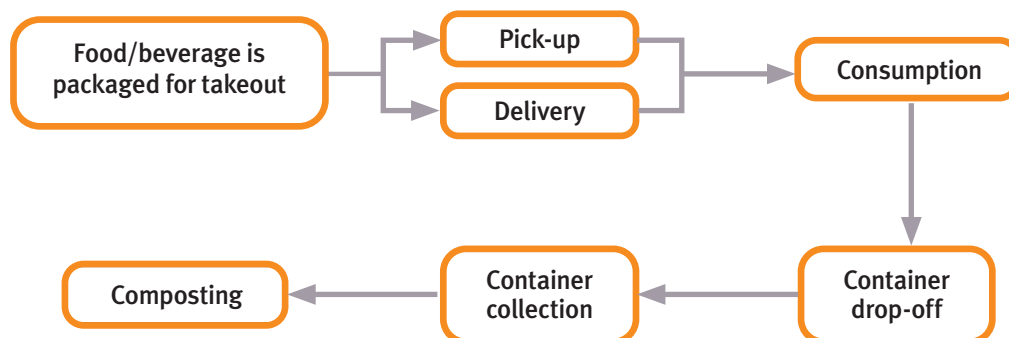 Food/beverage is
packaged for takeout
Pick-up
Delivery
Consumption
Container
drop-off
Container
collection
Composting